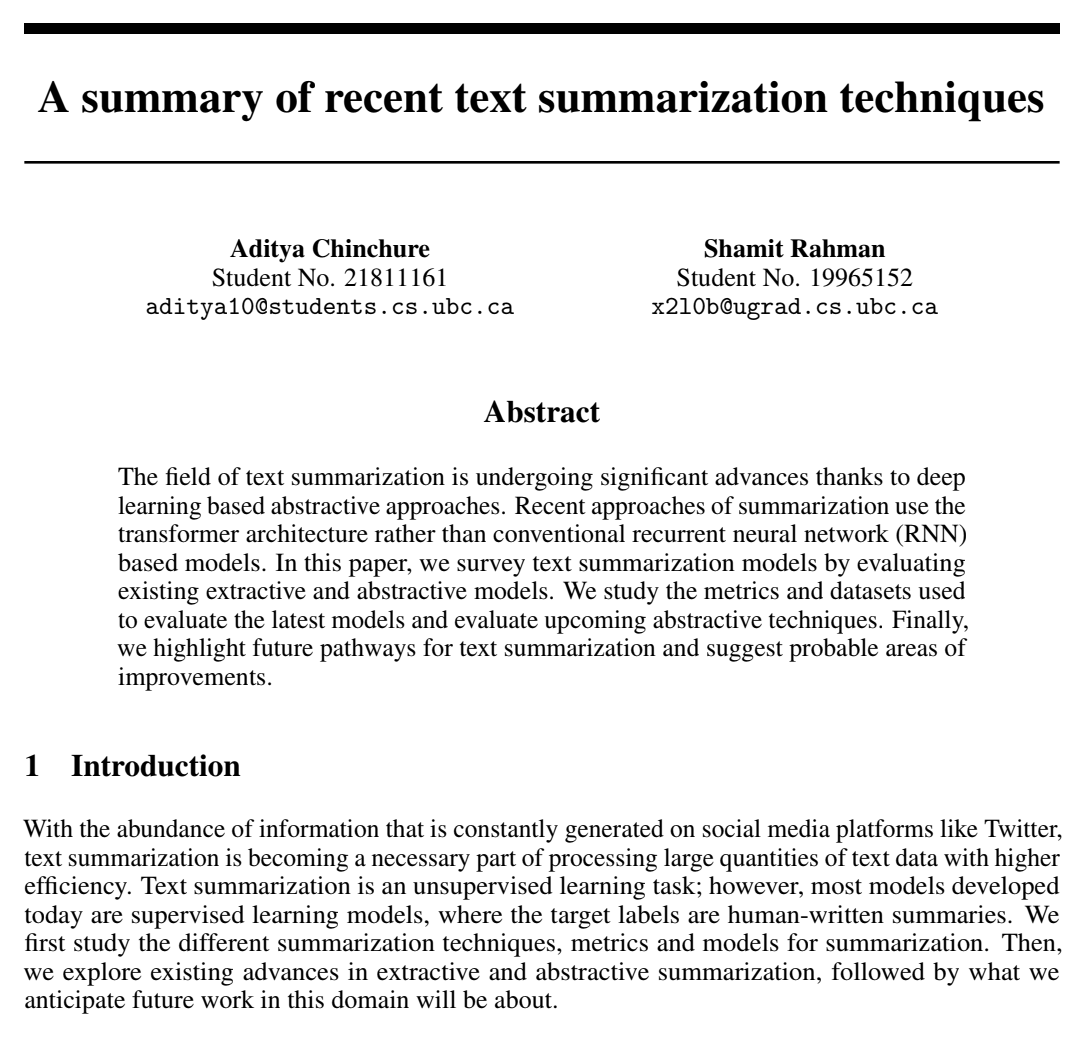 A summary of recent text summarization techniques
Aditya Chinchure
Student No. 21811161
aditya10@students.cs.ubc.ca
Shamit Rahman
Student No. 19965152
x2l0b@ugrad.cs.ubc.ca
Abstract
The field of text summarization is undergoing significant advances thanks to deep
learning based abstractive approaches. Recent approaches of summarization use the
transformer architecture rather than conventional recurrent neural network (RNN)
based models. In this paper, we survey text summarization models by evaluating
existing extractive and abstractive models. We study the metrics and datasets used
to evaluate the latest models and evaluate upcoming abstractive techniques. Finally,
we highlight future pathways for text summarization and suggest probable areas of
improvements.
1 Introduction
With the abundance of information that is constantly generated on social media platforms like Twitter,
text summarization is becoming a necessary part of processing large quantities of text data with higher
efficiency. Text summarization is an unsupervised learning task; however, most models developed
today are supervised learning models, where the target labels are human-written summaries. We
first study the different summarization techniques, metrics and models for summarization. Then,
we explore existing advances in extractive and abstractive summarization, followed by what we
anticipate future work in this domain will be about.